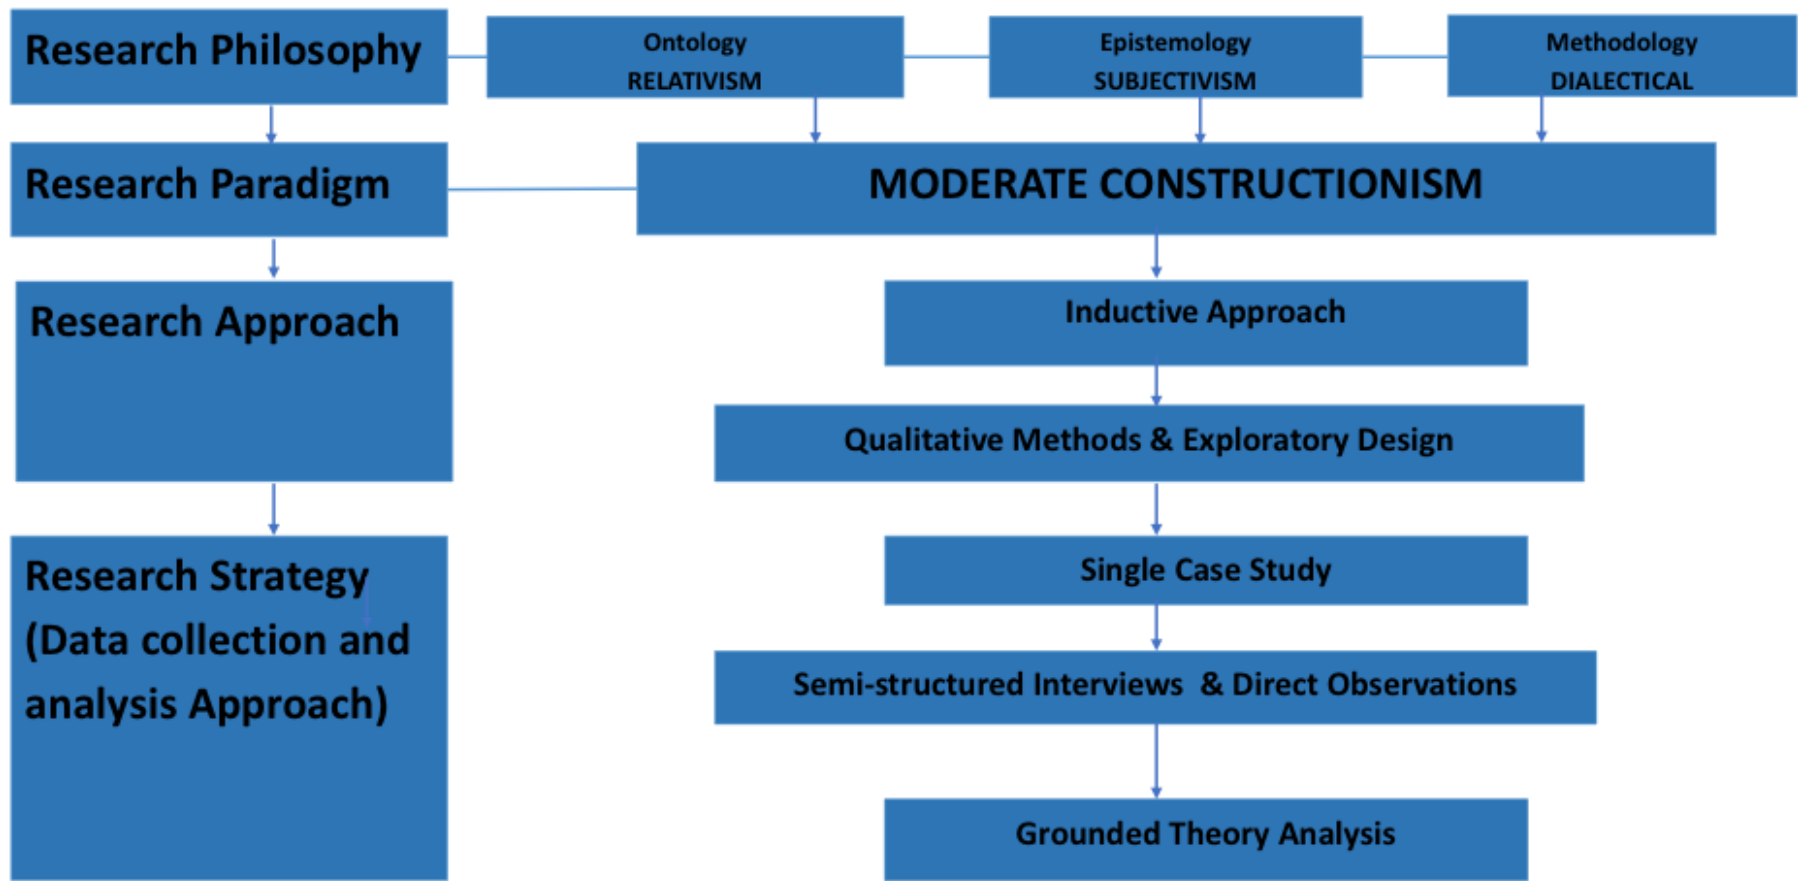 Research Philosophy
Ontology
RELATIVISM
Epistemology
SUBJECTIVISM
Methodology
DIALECTICAL
Research Paradigm
MODERATE CONSTRUCTIONISM
Research Approach
Inductive Approach
Qualitative Methods & Exploratory Design
Research Strategy
(Data collection and
analysis Approach)
Single Case Study
Semi-structured Interviews & Direct Observations
Grounded Theory Analysis